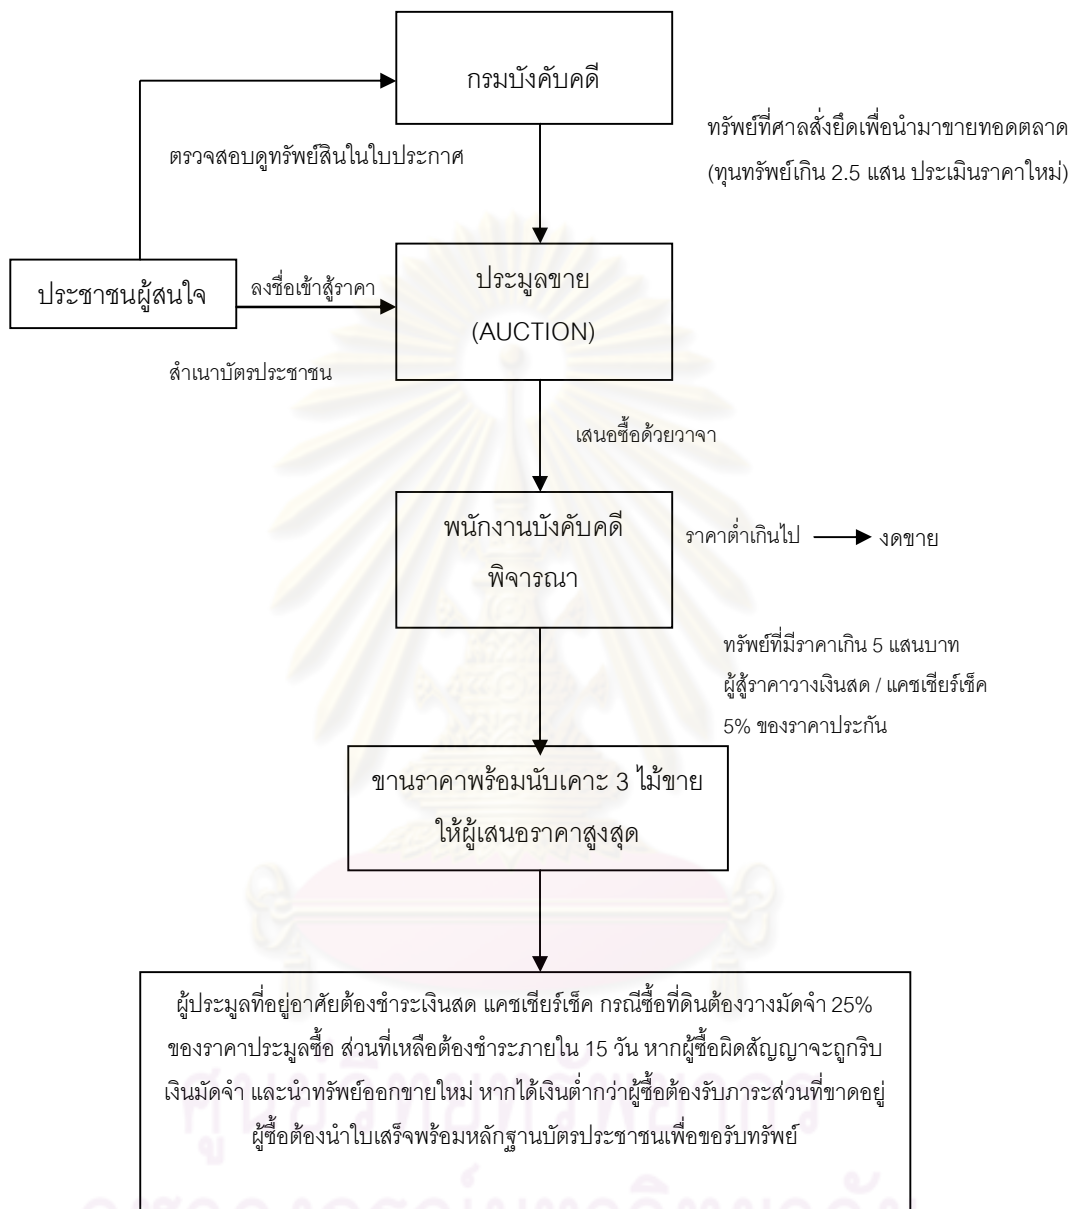 กรมบังคับคดี
ทรัพย์ที่ศาลสั่งยึดเพื่อนำมาขายทอดตลาด
(ทุนทรัพย์เกิน 2.5 แสน ประเมินราคาใหม่)
ตรวจสอบดูทรัพย์สินในใบประกาศ
ประชาชนผู้สนใจ
ลงชื่อเข้าสู้ราคา
สำเนาบัตรประชาชน
ประมูลขาย
(AUCTION)
เสนอซื้อด้วยวาจา
พนักงานบังคับคดี
พิจารณา
ราคาต่ำเกินไป
งดขาย
ทรัพย์ที่มีราคาเกิน 5 แสนบาท
ผู้สู้ราคาวางเงินสด / แคชเชียร์เช็ค
5% ของราคาประกัน
ขานราคาพร้อมนับเคาะ 3 ไม้ขาย
ให้ผู้เสนอราคาสูงสุด
ผู้ประมูลที่อยู่อาศัยต้องชำระเงินสด แคชเชียร์เช็ค กรณีซื้อที่ดินต้องวางมัดจำ 25%
ของราคาประมูลซื้อ ส่วนที่เหลือต้องชำระภายใน 15 วัน หากผู้ซื้อผิดสัญญาจะถูกริบ
เงินมัดจำ และนำทรัพย์ออกขายใหม่ หากได้เงินต่ำกว่าผู้ซื้อต้องรับภาระส่วนที่ขาดอยู่
ผู้ซื้อต้องนำใบเสร็จพร้อมหลักฐานบัตรประชาชนเพื่อขอรับทรัพย์
ศูนย์วิทยทรัพยากร